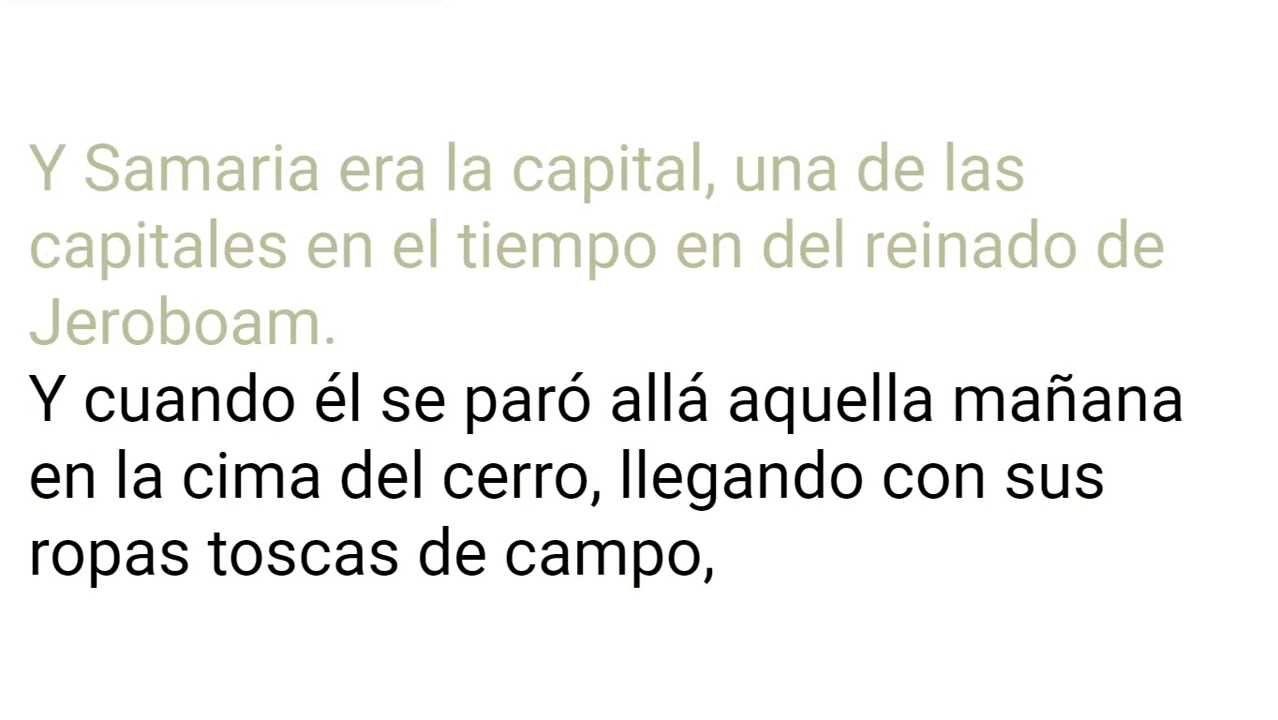 Y Samaria era la capital, una de las
capitales en el tiempo en del reinado de
Jeroboam.
Y cuando él se paró allá aquella mañana
en la cima del cerro, llegando con sus
ropas toscas de campo,